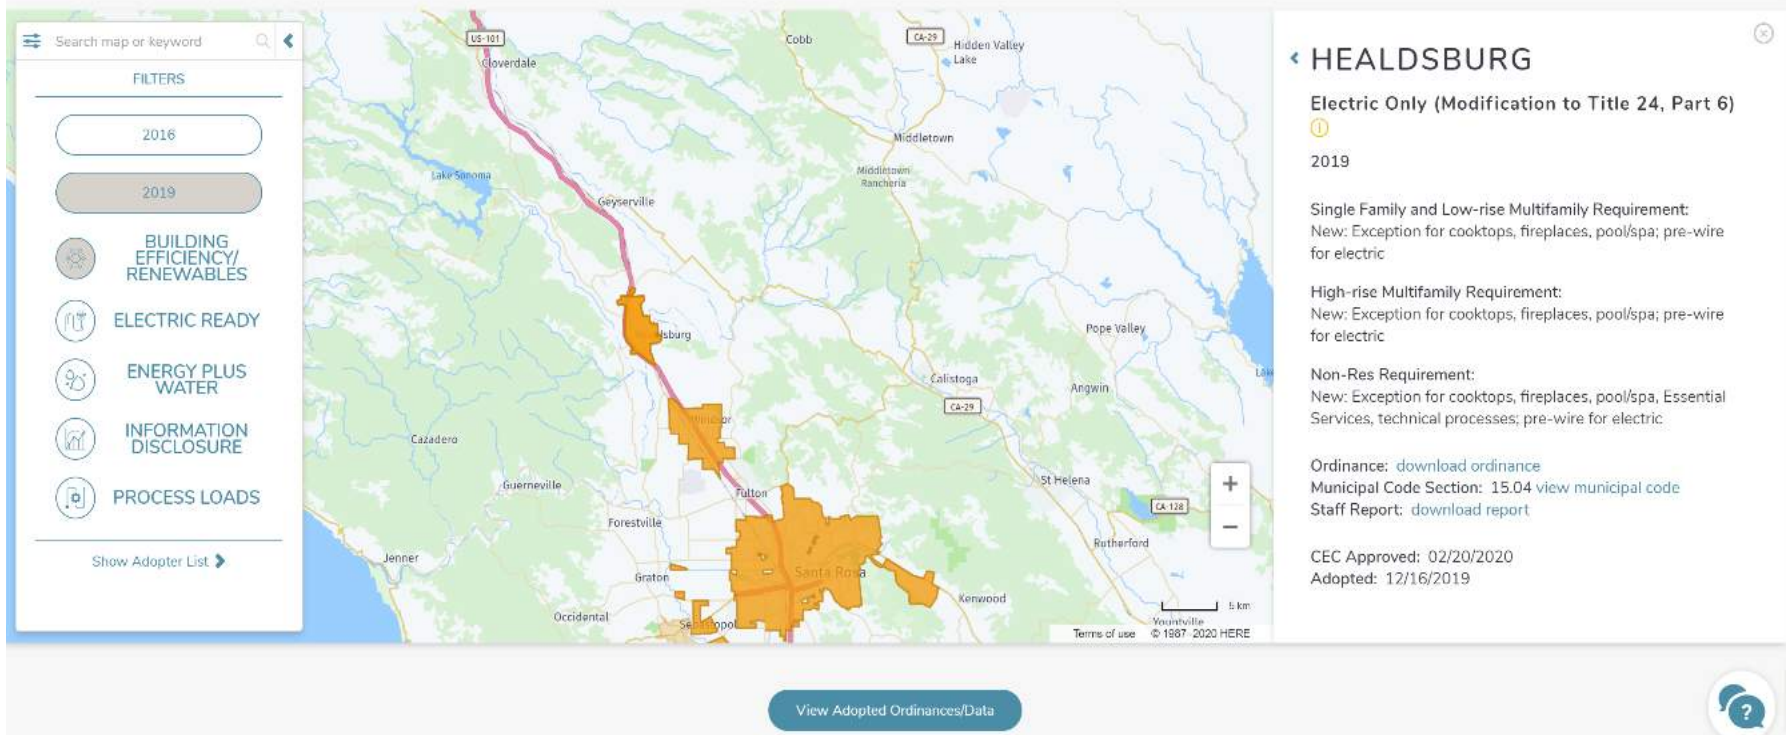 Search map or keyword
FILTERS
2016
2019
BUILDING
EFFICIENCY/
RENEWABLES
ELECTRIC READY
ENERGY PLUS
WATER
INFORMATION
DISCLOSURE
PROCESS LOADS
Show Adopter List
US-101
Cloverdale
Cobb
CA-29
Hidden Valley
Lake
Middletown
Middletown
Rancheria
Lake Sonoma
Geyserville
lsburg
Pope Valley
Calistoga
CA-29
Angwin
Windsor
Cazadero
Guerneville
Fulton
St Helena
CA-128
Forestville
Rutherford
Jenner
Graton
Santa Rosa
Kenwood
Occidental
Sebastopol
Yountville
5 km
Terms of use © 1987-2020 HERE
HEALDSBURG
Electric Only (Modification to Title 24, Part 6)
2019
Single Family and Low-rise Multifamily Requirement:
New: Exception for cooktops, fireplaces, pool/spa; pre-wire
for electric
High-rise Multifamily Requirement:
New: Exception for cooktops, fireplaces, pool/spa; pre-wire
for electric
Non-Res Requirement:
New: Exception for cooktops, fireplaces, pool/spa, Essential
Services, technical processes; pre-wire for electric
Ordinance: download ordinance
Municipal Code Section: 15.04 view municipal code
Staff Report: download report
CEC Approved: 02/20/2020
Adopted: 12/16/2019
View Adopted Ordinances/Data